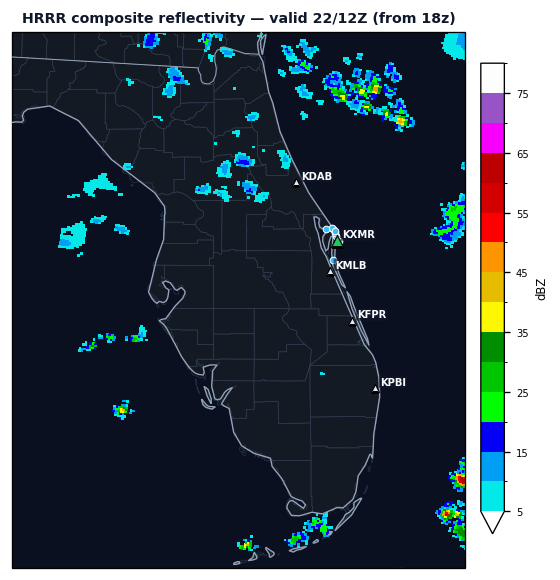 HRRR composite reflectivity — valid 22/12Z (from 18z)
KDAB
KXMR
KMLB
KFPR
KPBI
75
65
55
45
35
25
15
5
dBZ